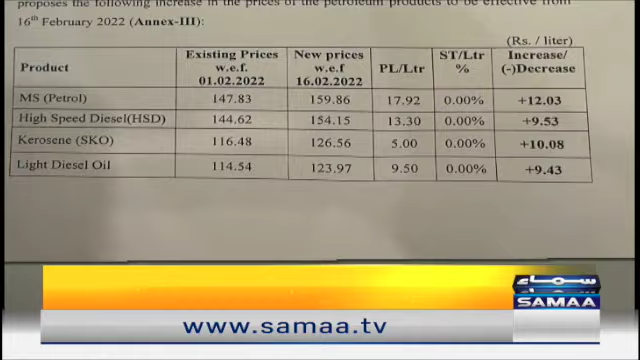 proposes the following increase in the prices of the petroleum products to be effective from
16th February 2022 (Annex-III):
(Rs. / liter)
Product Existing Prices w.e.f. 01.02.2022 New prices w.e.f 16.02.2022 PL/Ltr ST/Ltr % Increase/ (-)Decrease
MS (Petrol) 147.83 159.86 17.92 0.00% +12.03
High Speed Diesel(HSD) 144.62 154.15 13.30 0.00% +9.53
Kerosene (SKO) 116.48 126.56 5.00 0.00% +10.08
Light Diesel Oil 114.54 123.97 9.50 0.00% +9.43
سماء
SAMAA
www.samaa.tv